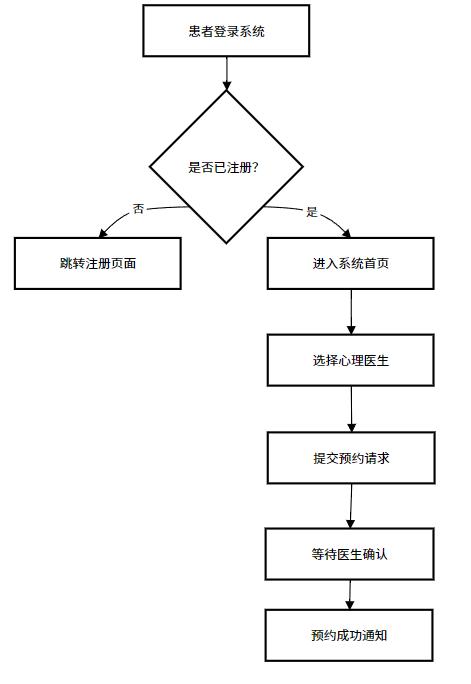 患者登录系统
是否已注册？
否
是
跳转注册页面
进入系统首页
选择心理医生
提交预约请求
等待医生确认
预约成功通知